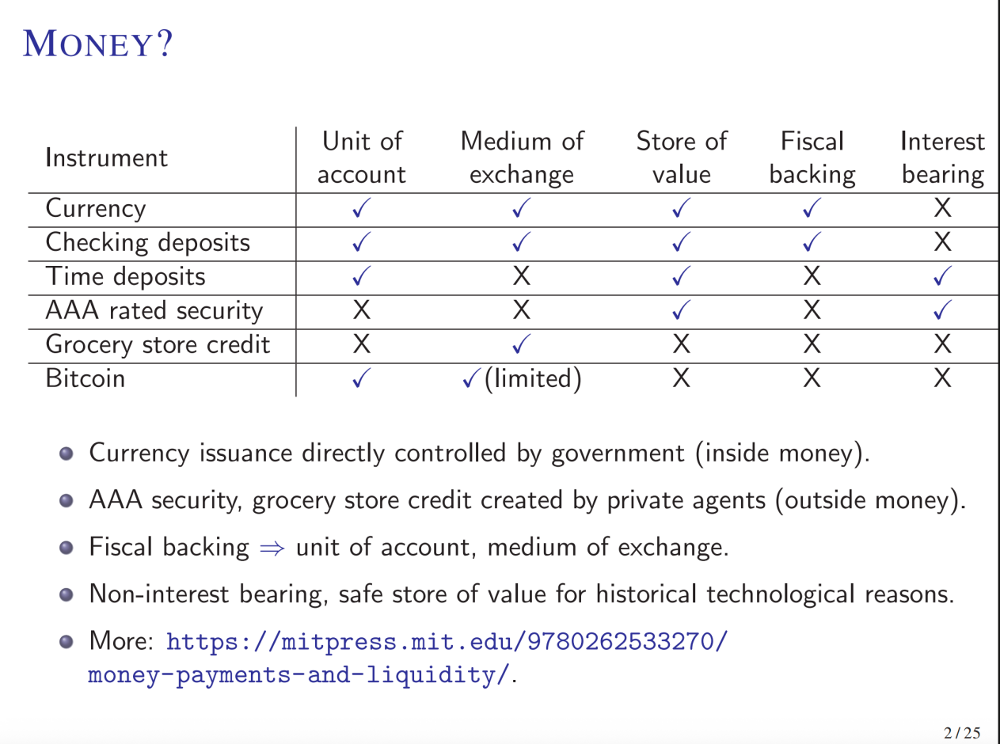 MONEY?
Instrument
Unit of account
Medium of exchange
Store of value
Fiscal backing
Interest bearing
Currency ✓ ✓ ✓ ✓ X
Checking deposits ✓ ✓ ✓ ✓ X
Time deposits ✓ X ✓ X ✓
AAA rated security X X ✓ X ✓
Grocery store credit X ✓ X X X
Bitcoin ✓ ✓(limited) X X X
Currency issuance directly controlled by government (inside money).
AAA security, grocery store credit created by private agents (outside money).
Fiscal backing ⇒ unit of account, medium of exchange.
Non-interest bearing, safe store of value for historical technological reasons.
More: https://mitpress.mit.edu/9780262533270/
money-payments-and-liquidity/.
2 / 25